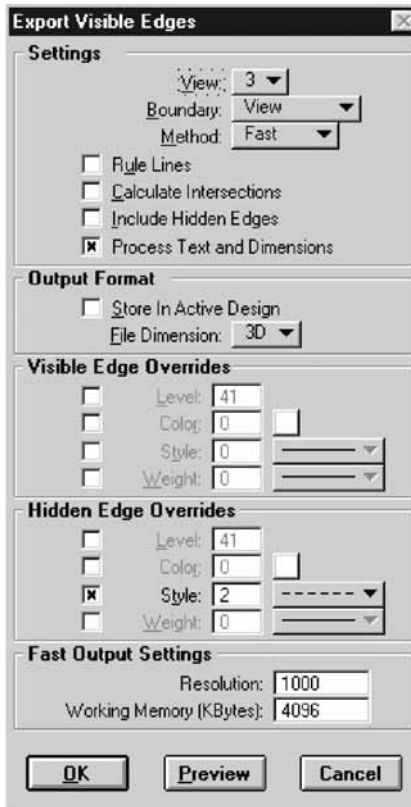 Export Visible Edges
Settings
View: 3
Boundary: View
Method: Fast
Rule Lines
Calculate Intersections
Include Hidden Edges
Process Text and Dimensions
Output Format
Store In Active Design
File Dimension: 3D
Visible Edge Overrides
Level: 41
Color: 0
Style: 0
Weight: 0
Hidden Edge Overrides
Level: 41
Color: 0
Style: 2
Weight: 0
Fast Output Settings
Resolution: 1000
Working Memory (KBytes): 4096
OK Preview Cancel